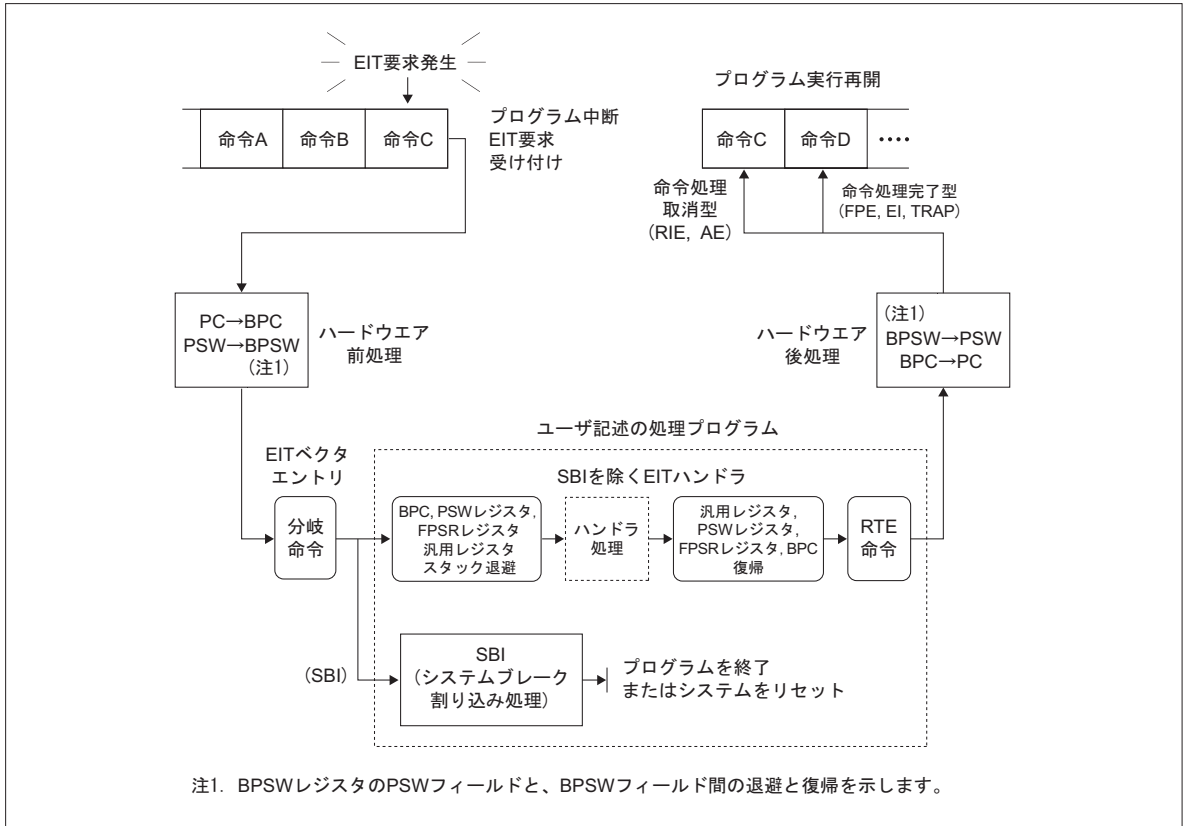 EIT要求発生
命令A
命令B
命令C
プログラム中断
EIT要求
受け付け
プログラム実行再開
命令C
命令D
••••
命令処理
取消型
(RIE, AE)
命令処理完了型
(FPE, EI, TRAP)
PC→BPC
PSW→BPSW
(注1)
ハードウエア
前処理
(注1)
BPSW→PSW
BPC→PC
ハードウエア
後処理
ユーザ記述の処理プログラム
EITベクタ
エントリ
SBIを除くEITハンドラ
分岐
命令
BPC, PSWレジスタ,
FPSRレジスタ
汎用レジスタ
スタック退避
ハンドラ
処理
汎用レジスタ,
PSWレジスタ,
FPSRレジスタ, BPC
復帰
RTE
命令
(SBI)
SBI
(システムブレーク
割り込み処理)
プログラムを終了
またはシステムをリセット
注1. BPSWレジスタのPSWフィールドと、BPSWフィールド間の退避と復帰を示します。